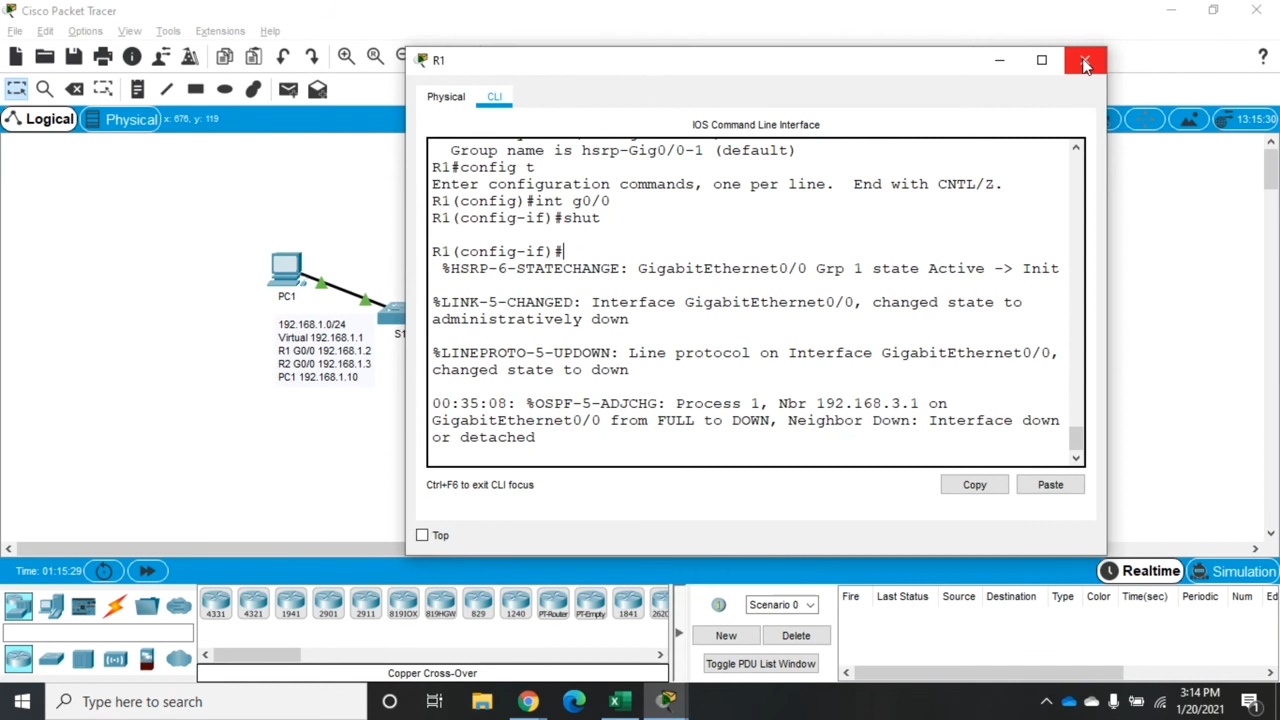 Cisco Packet Tracer
File Edit Options View Tools Extensions Help
?
Logical Physical x: 676, y: 119
13:15:30
R1
Physical CLI
IOS Command Line Interface
Group name is hsrp-Gig0/0-1 (default)
R1#config t
Enter configuration commands, one per line. End with CNTL/Z.
R1(config)#int g0/0
R1(config-if)#shut
R1(config-if)#
%HSRP-6-STATECHANGE: GigabitEthernet0/0 Grp 1 state Active -> Init
%LINK-5-CHANGED: Interface GigabitEthernet0/0, changed state to
administratively down
%LINEPROTO-5-UPDOWN: Line protocol on Interface GigabitEthernet0/0,
changed state to down
00:35:08: %OSPF-5-ADJCHG: Process 1, Nbr 192.168.3.1 on
GigabitEthernet0/0 from FULL to DOWN, Neighbor Down: Interface down
or detached
Ctrl+F6 to exit CLI focus
Copy Paste
Top
PC1
S1
192.168.1.0/24
Virtual 192.168.1.1
R1 G0/0 192.168.1.2
R2 G0/0 192.168.1.3
PC1 192.168.1.10
Time: 01:15:29
Realtime Simulation
4331 4321 1941 2901 2911 819IOX 819HGW 829 1240 PT-Router PT-Empty 1841 2620
Copper Cross-Over
Scenario 0
New Delete
Toggle PDU List Window
Fire Last Status Source Destination Type Color Time(sec) Periodic Num Ed
Type here to search
3:14 PM
1/20/2021
1